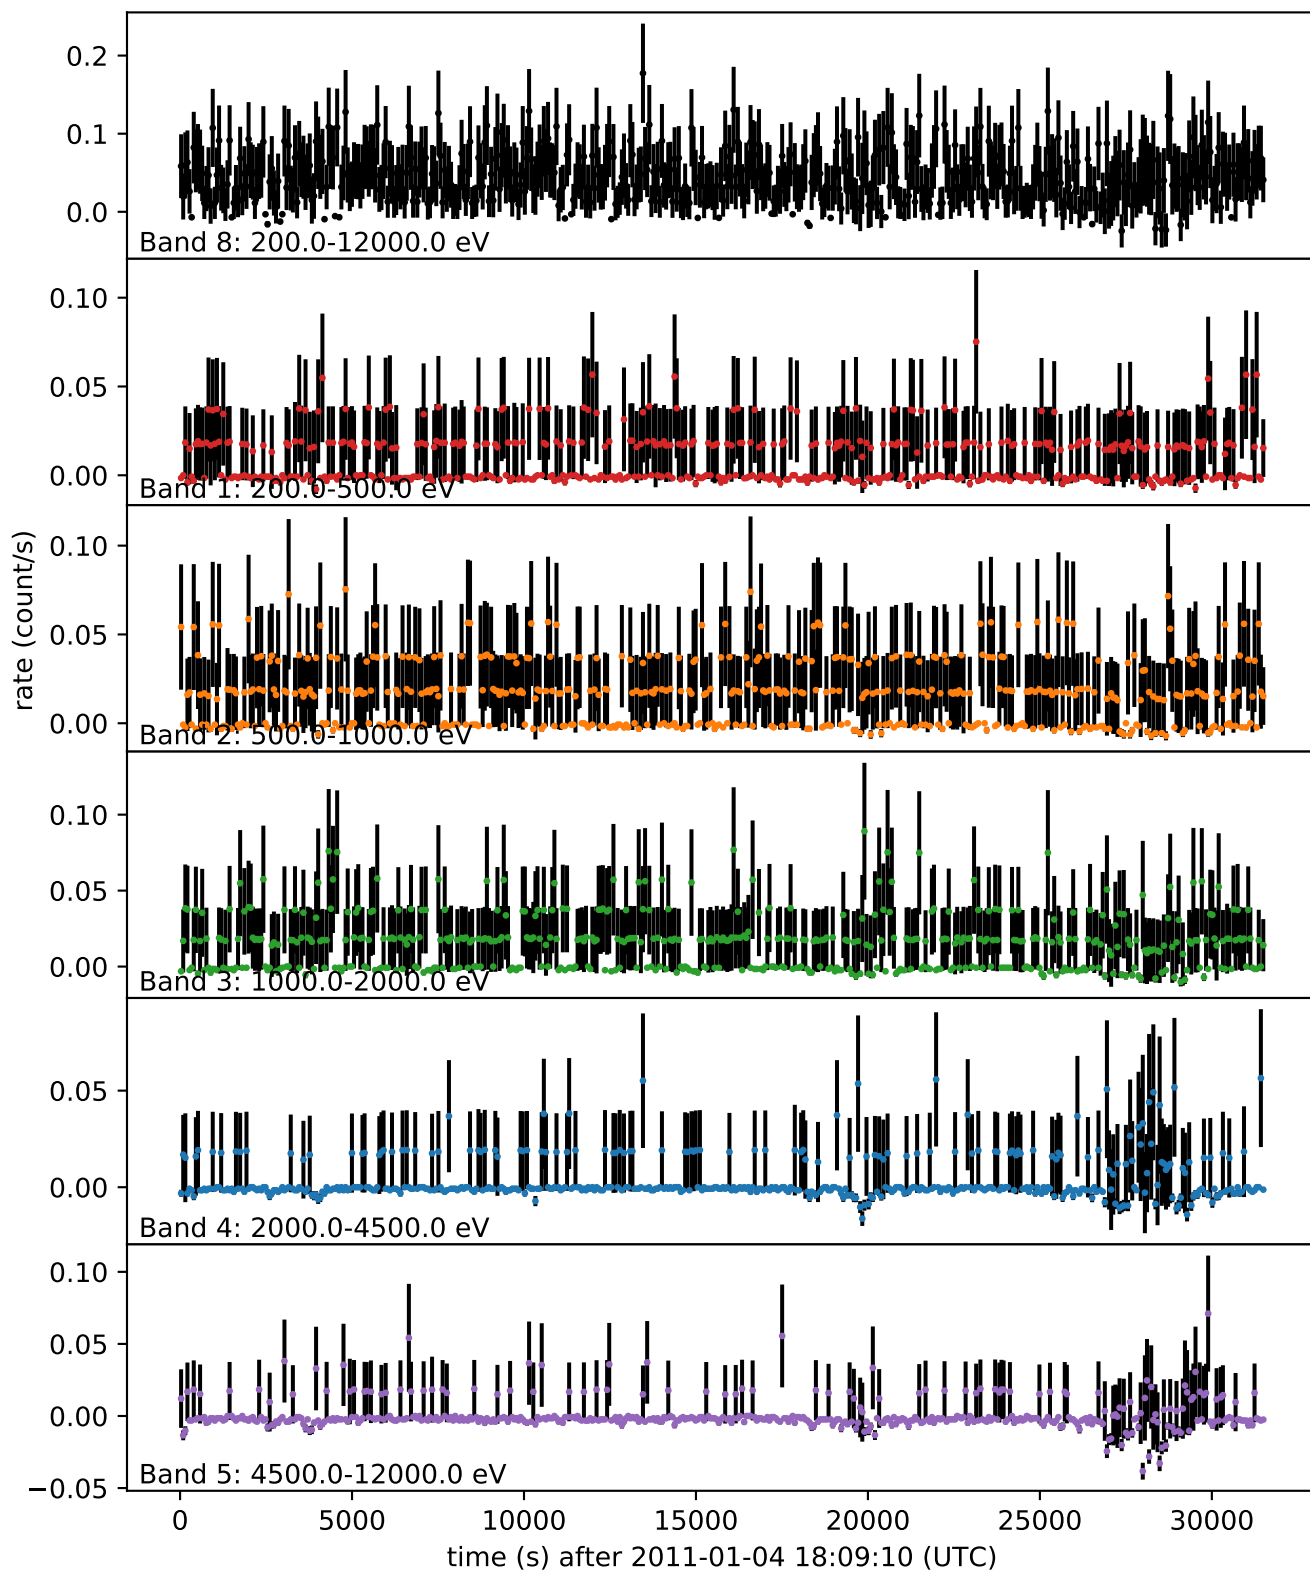 0.2
0.1
0.0
Band 8: 200.0-12000.0 eV
0.10
0.05
0.00
Band 1: 200.0-500.0 eV
0.10
0.05
0.00
Band 2: 500.0-1000.0 eV
rate (count/s)
0.10
0.05
0.00
Band 3: 1000.0-2000.0 eV
0.05
0.00
Band 4: 2000.0-4500.0 eV
0.10
0.05
0.00
−0.05
Band 5: 4500.0-12000.0 eV
0 5000 10000 15000 20000 25000 30000
time (s) after 2011-01-04 18:09:10 (UTC)